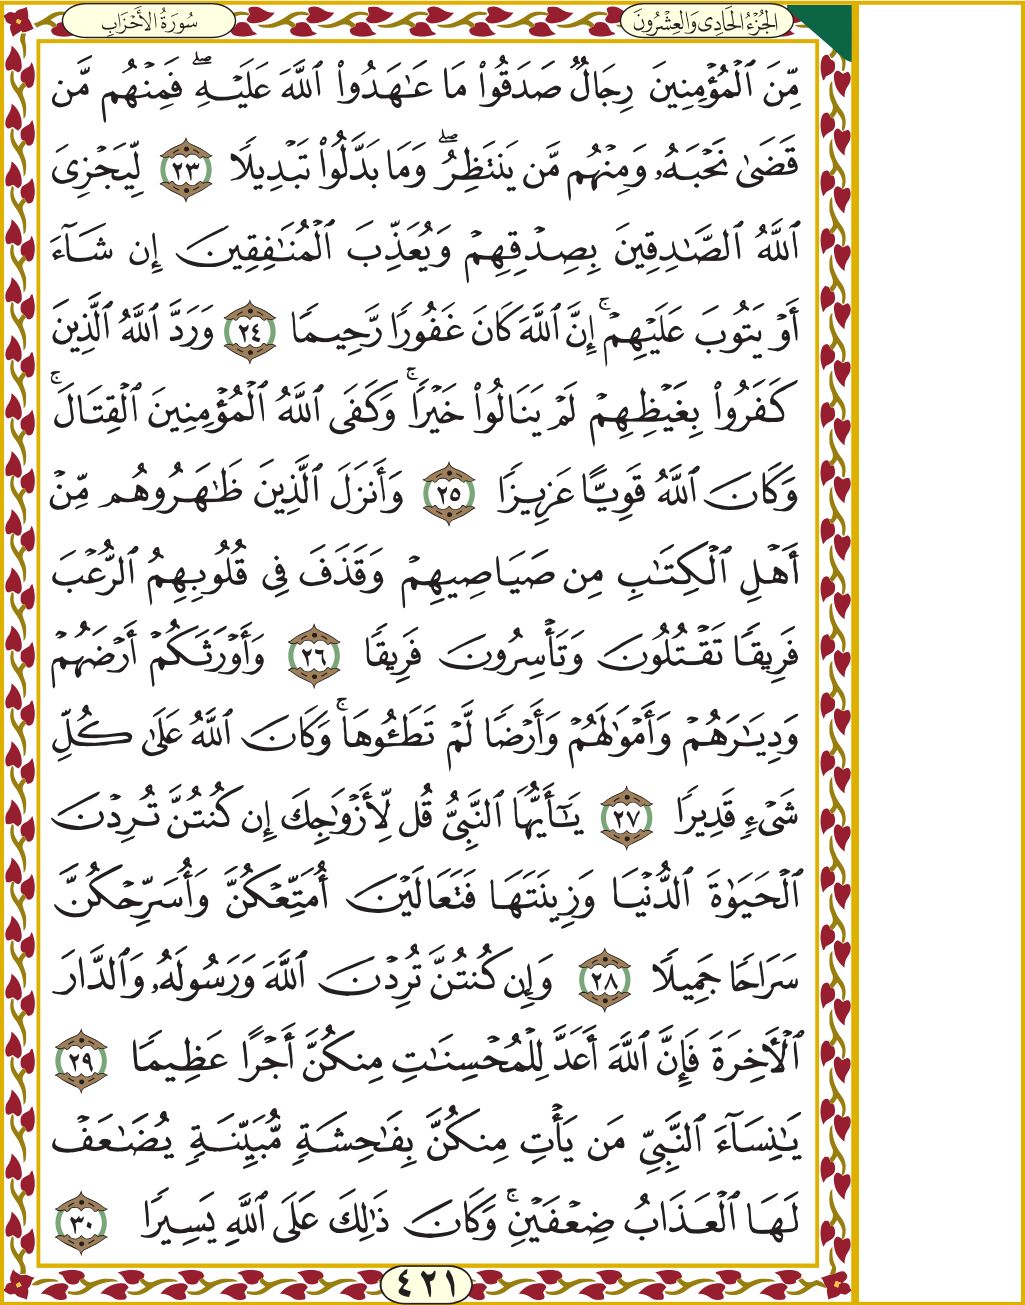 الجُزْءُ الحَادِي وَالعِشْرُونَ
سُورَةُ الأَحْزَابِ
مِّنَ ٱلْمُؤْمِنِينَ رِجَالٌ صَدَقُوا۟ مَا عَـٰهَدُوا۟ ٱللَّهَ عَلَيْهِ ۖ فَمِنْهُم مَّن
قَضَىٰ نَحْبَهُۥ وَمِنْهُم مَّن يَنتَظِرُ ۖ وَمَا بَدَّلُوا۟ تَبْدِيلًا ٢٣ لِّيَجْزِىَ
ٱللَّهُ ٱلصَّـٰدِقِينَ بِصِدْقِهِمْ وَيُعَذِّبَ ٱلْمُنَـٰفِقِينَ إِن شَآءَ
أَوْ يَتُوبَ عَلَيْهِمْ ۚ إِنَّ ٱللَّهَ كَانَ غَفُورًا رَّحِيمًا ٢٤ وَرَدَّ ٱللَّهُ ٱلَّذِينَ
كَفَرُوا۟ بِغَيْظِهِمْ لَمْ يَنَالُوا۟ خَيْرًا ۚ وَكَفَى ٱللَّهُ ٱلْمُؤْمِنِينَ ٱلْقِتَالَ ۚ
وَكَانَ ٱللَّهُ قَوِيًّا عَزِيزًا ٢٥ وَأَنزَلَ ٱلَّذِينَ ظَـٰهَرُوهُم مِّنْ
أَهْلِ ٱلْكِتَـٰبِ مِن صَيَاصِيهِمْ وَقَذَفَ فِى قُلُوبِهِمُ ٱلرُّعْبَ
فَرِيقًا تَقْتُلُونَ وَتَأْسِرُونَ فَرِيقًا ٢٦ وَأَوْرَثَكُمْ أَرْضَهُمْ
وَدِيَـٰرَهُمْ وَأَمْوَٰلَهُمْ وَأَرْضًا لَّمْ تَطَـُٔوهَا ۚ وَكَانَ ٱللَّهُ عَلَىٰ كُلِّ
شَىْءٍ قَدِيرًا ٢٧ يَـٰٓأَيُّهَا ٱلنَّبِىُّ قُل لِّأَزْوَٰجِكَ إِن كُنتُنَّ تُرِدْنَ
ٱلْحَيَوٰةَ ٱلدُّنْيَا وَزِينَتَهَا فَتَعَالَيْنَ أُمَتِّعْكُنَّ وَأُسَرِّحْكُنَّ
سَرَاحًا جَمِيلًا ٢٨ وَإِن كُنتُنَّ تُرِدْنَ ٱللَّهَ وَرَسُولَهُۥ وَٱلدَّارَ
ٱلْـَٔاخِرَةَ فَإِنَّ ٱللَّهَ أَعَدَّ لِلْمُحْسِنَـٰتِ مِنكُنَّ أَجْرًا عَظِيمًا ٢٩
يَـٰنِسَآءَ ٱلنَّبِىِّ مَن يَأْتِ مِنكُنَّ بِفَـٰحِشَةٍ مُّبَيِّنَةٍ يُضَـٰعَفْ
لَهَا ٱلْعَذَابُ ضِعْفَيْنِ ۚ وَكَانَ ذَٰلِكَ عَلَى ٱللَّهِ يَسِيرًا ٣٠
٤٢١